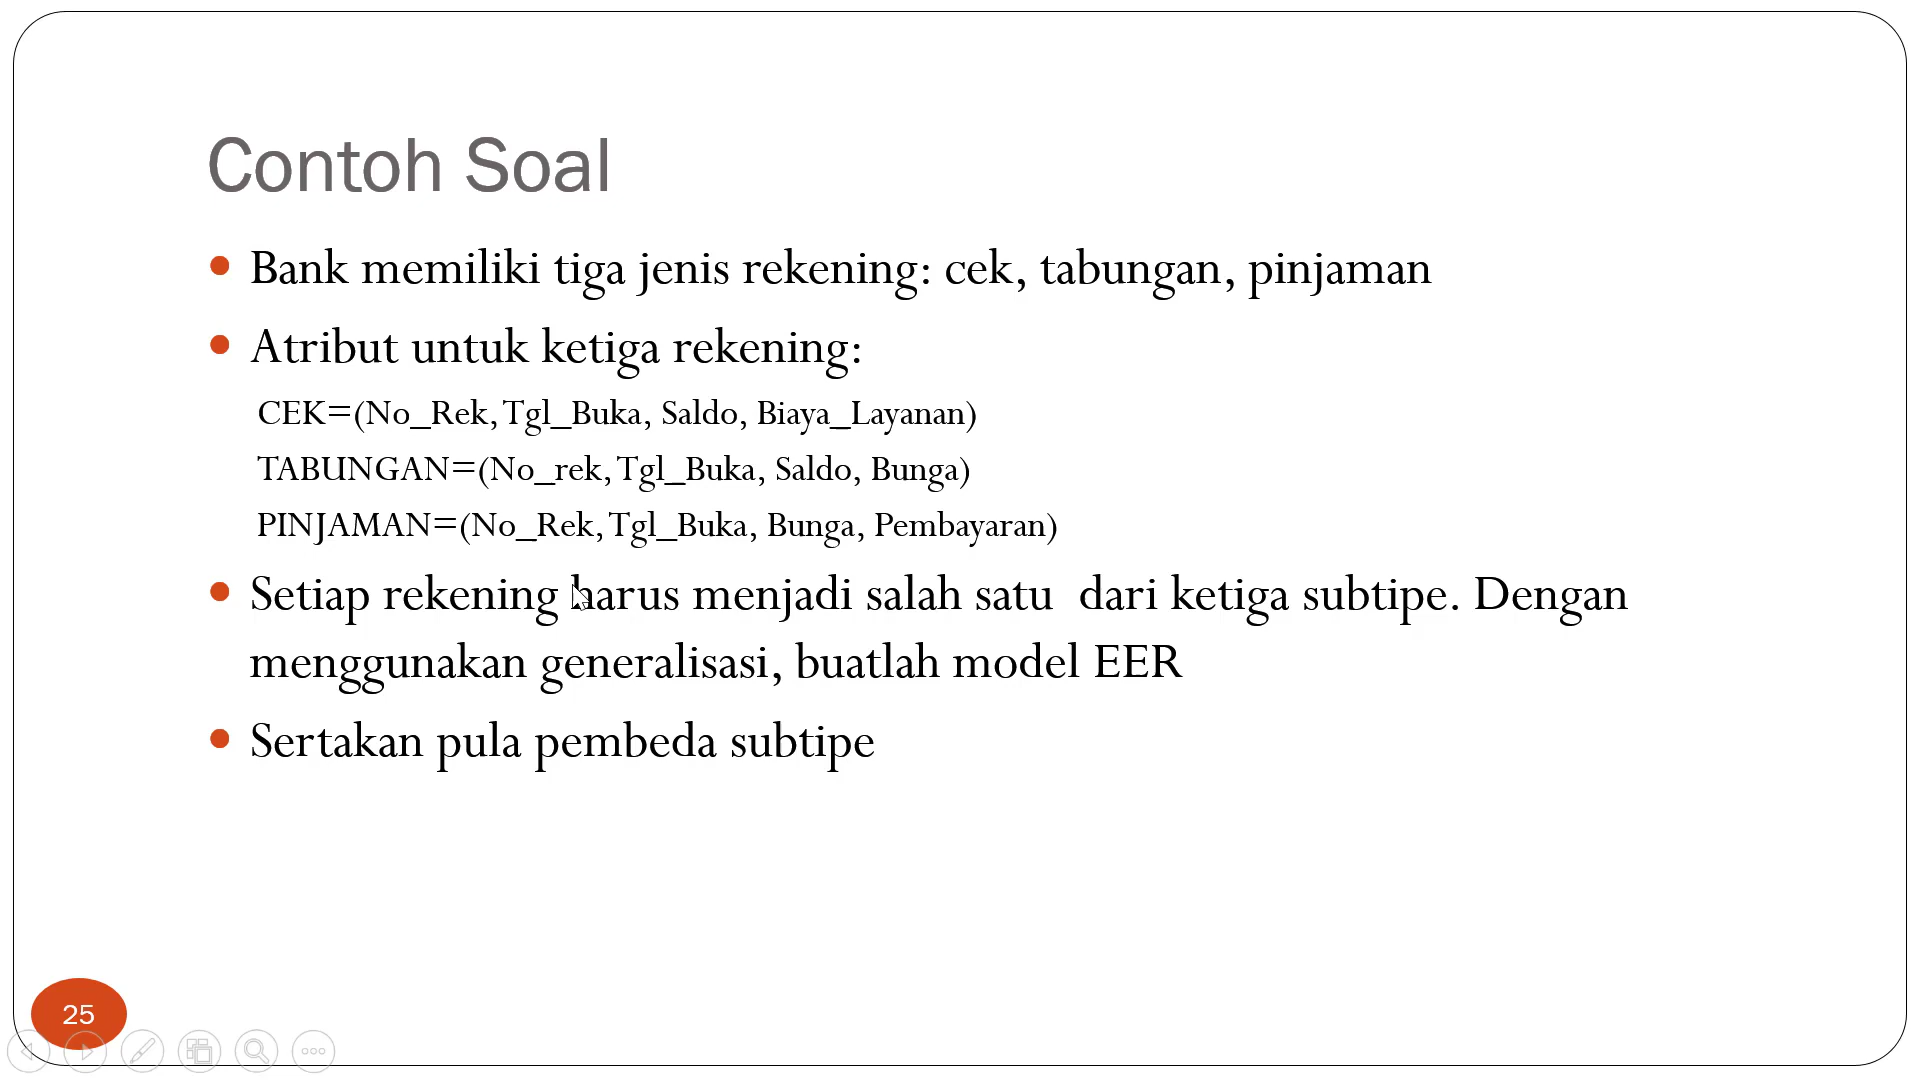 Contoh Soal
Bank memiliki tiga jenis rekening: cek, tabungan, pinjaman
Atribut untuk ketiga rekening:
CEK=(No_Rek, Tgl_Buka, Saldo, Biaya_Layanan)
TABUNGAN=(No_rek, Tgl_Buka, Saldo, Bunga)
PINJAMAN=(No_Rek, Tgl_Buka, Bunga, Pembayaran)
Setiap rekening harus menjadi salah satu dari ketiga subtipe. Dengan
menggunakan generalisasi, buatlah model EER
Sertakan pula pembeda subtipe
25